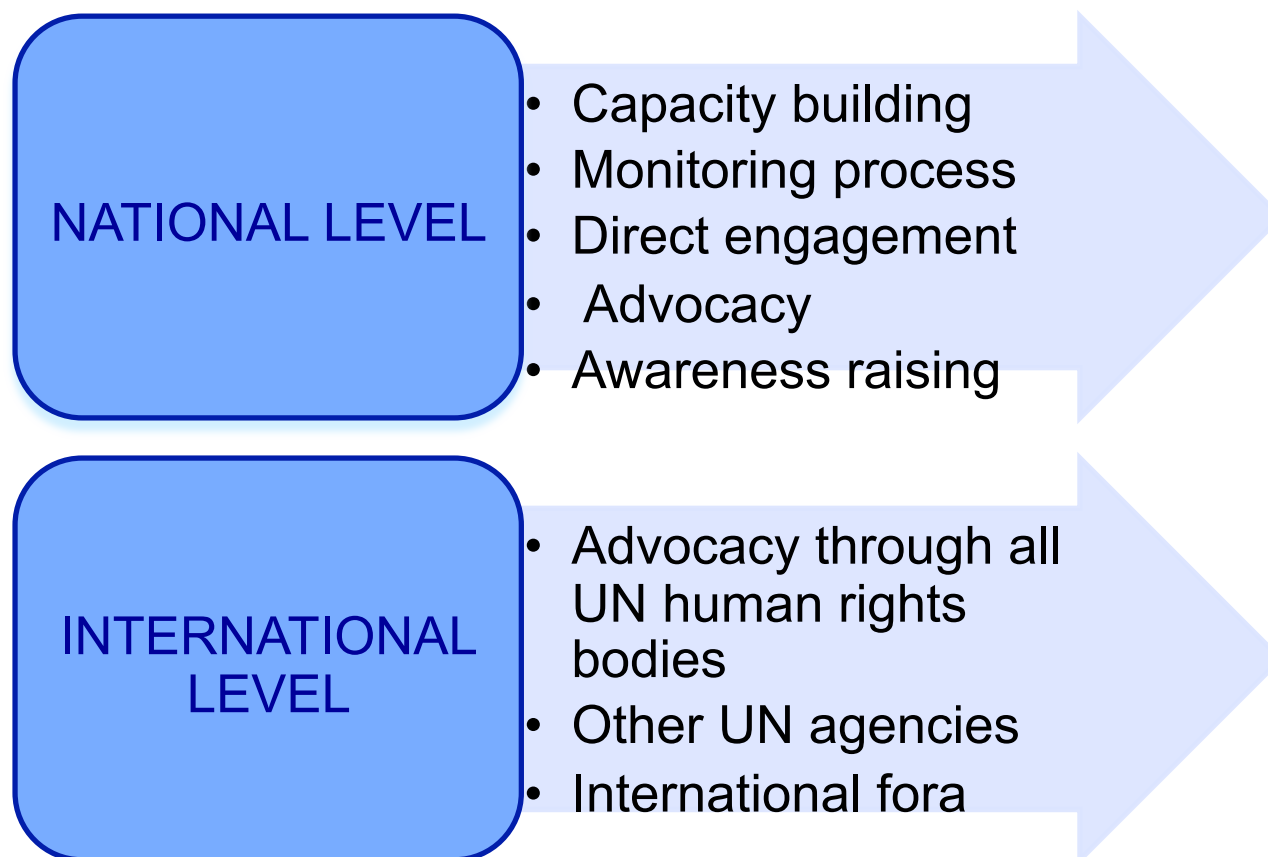 NATIONAL LEVEL
• Capacity building
• Monitoring process
• Direct engagement
• Advocacy
• Awareness raising
INTERNATIONAL
LEVEL
• Advocacy through all
UN human rights
bodies
• Other UN agencies
• International fora